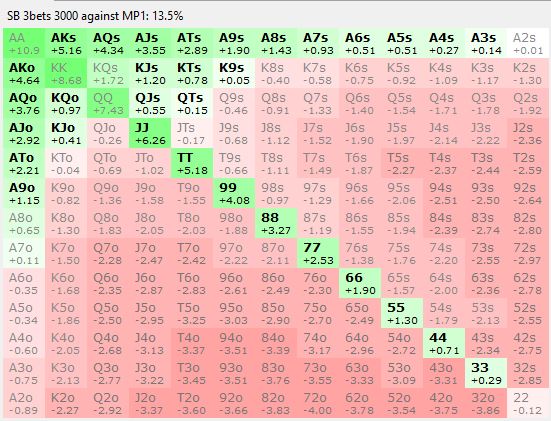 SB 3bets 3000 against MP1: 13.5%
AA AKs AQs AJs ATs A9s A8s A7s A6s A5s A4s A3s A2s
+10.9 +5.16 +4.34 +3.55 +2.89 +1.90 +1.43 +0.93 +0.51 +0.51 +0.27 +0.14 +0.01
AKo KK KQs KJs KTs K9s K8s K7s K6s K5s K4s K3s K2s
+4.64 +8.68 +1.72 +1.20 +0.78 +0.05 -0.40 -0.58 -0.75 -0.92 -1.09 -1.17 -1.30
AQo KQo QQ QJs QTs Q9s Q8s Q7s Q6s Q5s Q4s Q3s Q2s
+3.76 +0.97 +7.43 +0.55 +0.15 -0.46 -0.91 -1.33 -1.40 -1.54 -1.71 -1.78 -1.92
AJo KJo QJo JJ JTs J9s J8s J7s J6s J5s J4s J3s J2s
+2.92 +0.41 -0.26 +6.26 -0.17 -0.68 -1.12 -1.52 -1.90 -1.97 -2.14 -2.22 -2.36
ATo KTo QTo JTo TT T9s T8s T7s T6s T5s T4s T3s T2s
+2.21 -0.04 -0.69 -1.02 +5.18 -0.66 -1.11 -1.49 -1.87 -2.27 -2.37 -2.44 -2.59
A9o K9o Q9o J9o T9o 99 98s 97s 96s 95s 94s 93s 92s
+1.15 -0.82 -1.36 -1.58 -1.55 +4.08 -0.97 -1.29 -1.66 -2.06 -2.51 -2.50 -2.64
A8o K8o Q8o J8o T8o 98o 88 87s 86s 85s 84s 83s 82s
+0.65 -1.30 -1.83 -2.05 -2.03 -1.88 +3.27 -1.19 -1.55 -1.94 -2.39 -2.74 -2.80
A7o K7o Q7o J7o T7o 97o 87o 77 76s 75s 74s 73s 72s
+0.11 -1.50 -2.28 -2.47 -2.42 -2.22 -2.11 +2.53 -1.38 -1.76 -2.20 -2.55 -2.97
A6o K6o Q6o J6o T6o 96o 86o 76o 66 65s 64s 63s 62s
-0.35 -1.68 -2.35 -2.87 -2.83 -2.61 -2.49 -2.30 +1.90 -1.57 -2.00 -2.36 -2.78
A5o K5o Q5o J5o T5o 95o 85o 75o 65o 55 54s 53s 52s
-0.34 -1.86 -2.50 -2.95 -3.25 -3.03 -2.90 -2.70 -2.49 +1.30 -1.79 -2.13 -2.55
A4o K4o Q4o J4o T4o 94o 84o 74o 64o 54o 44 43s 42s
-0.60 -2.05 -2.68 -3.13 -3.37 -3.51 -3.39 -3.17 -2.96 -2.72 +0.71 -2.34 -2.75
A3o K3o Q3o J3o T3o 93o 83o 73o 63o 53o 43o 33 32s
-0.75 -2.13 -2.77 -3.22 -3.45 -3.51 -3.76 -3.55 -3.33 -3.09 -3.31 +0.29 -2.85
A2o K2o Q2o J2o T2o 92o 82o 72o 62o 52o 42o 32o 22
-0.89 -2.27 -2.92 -3.37 -3.60 -3.66 -3.83 -4.00 -3.78 -3.54 -3.75 -3.86 -0.12